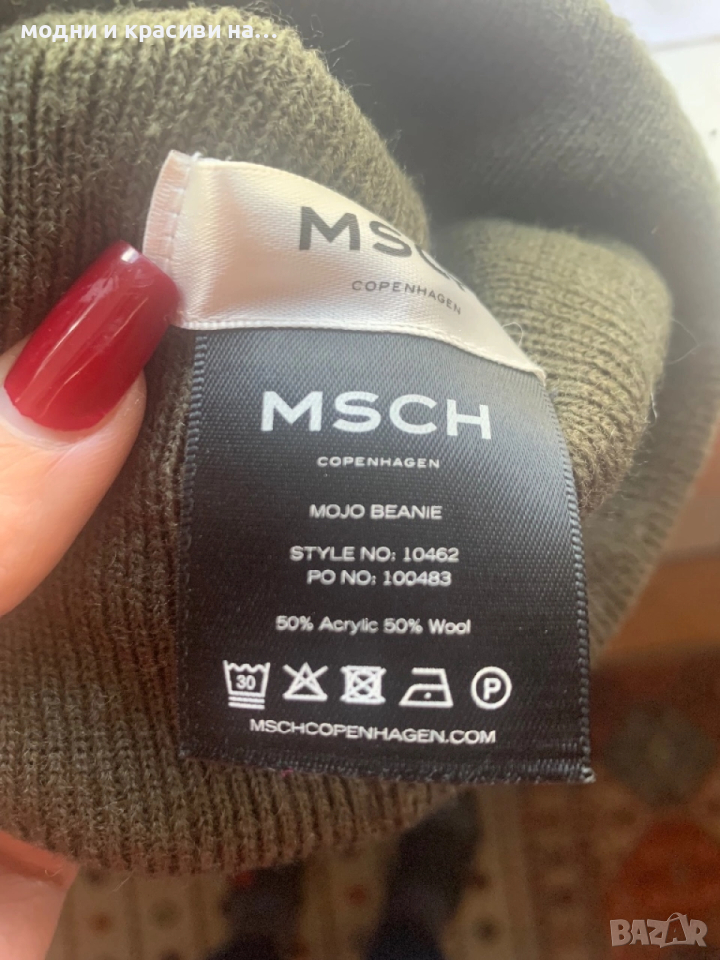 модни и красиви на...
MSCH
COPENHAGEN
MSCH
COPENHAGEN
MOJO BEANIE
STYLE NO: 10462
PO NO: 100483
50% Acrylic 50% Wool
30
P
MSCHCOPENHAGEN.COM
BAZAR